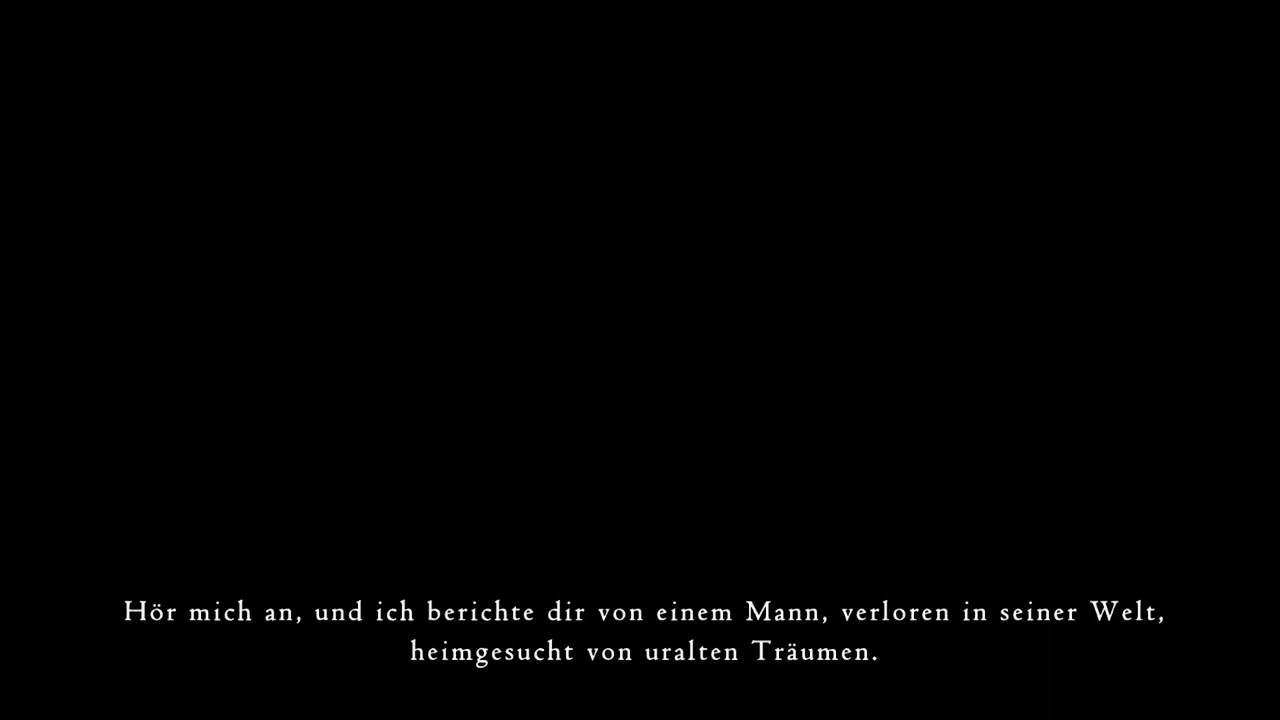 Hör mich an, und ich berichte dir von einem Mann, verloren in seiner Welt,
heimgesucht von uralten Träumen.